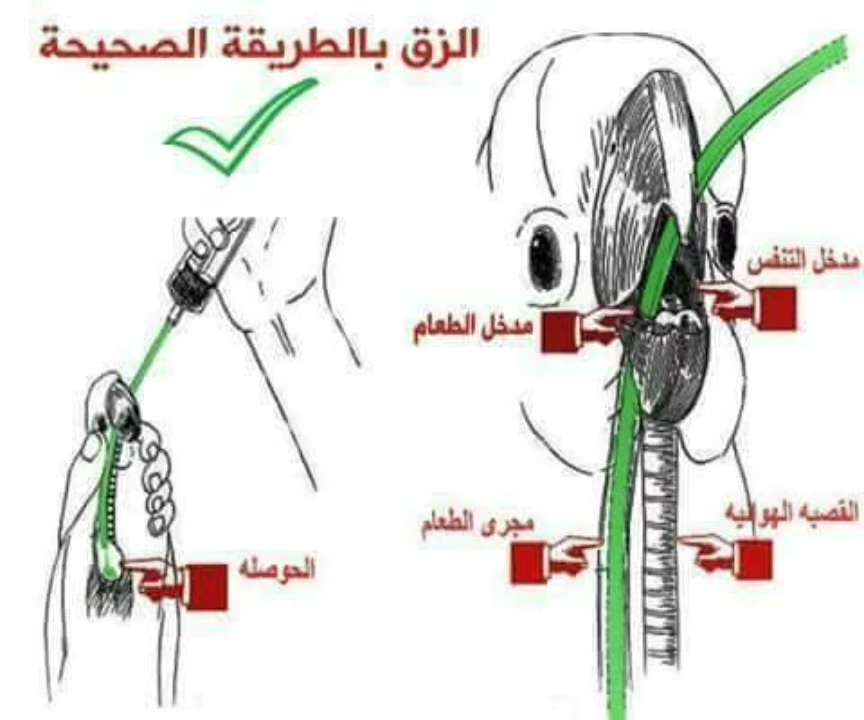 الزق بالطريقة الصحيحة
مدخل التنفس
مدخل الطعام
القصبه الهوائيه
مجرى الطعام
الحوصله